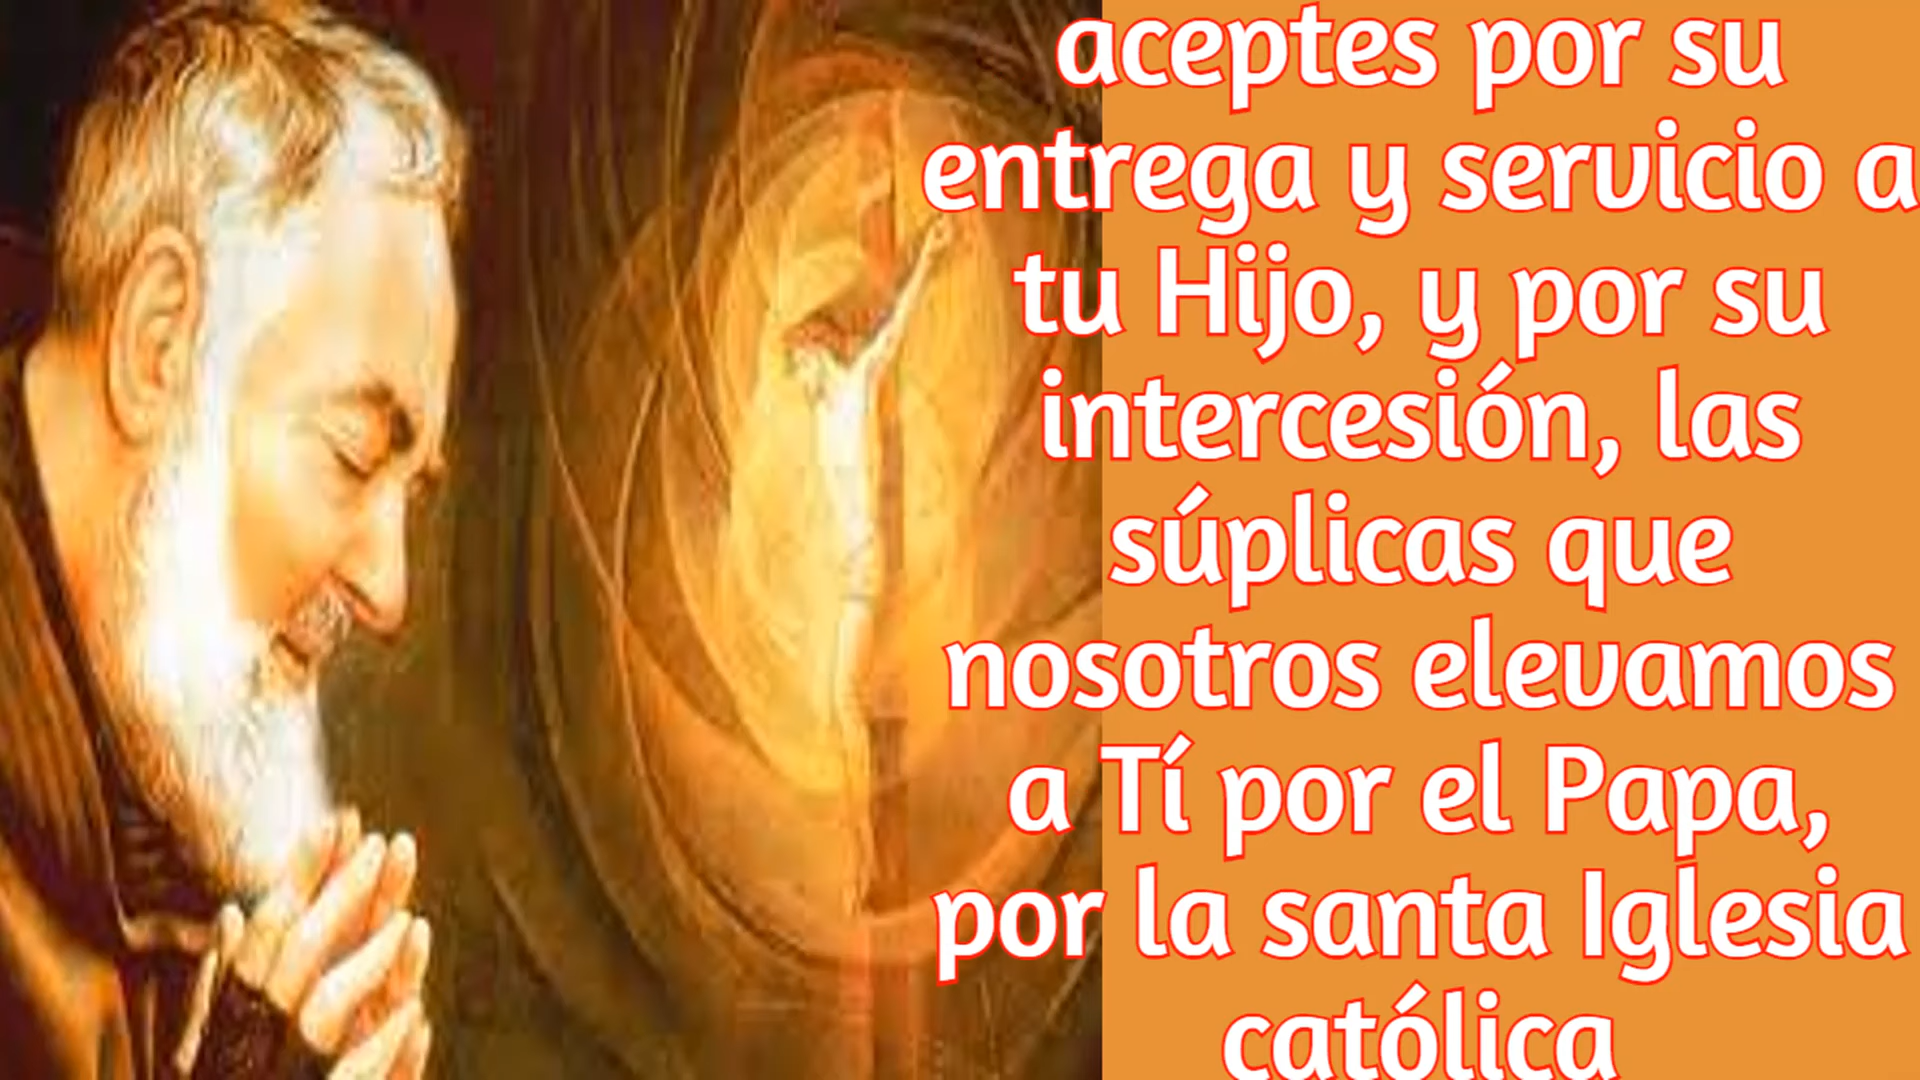 aceptes por su
entrega y servicio a
tu Hijo, y por su
intercesión, las
súplicas que
nosotros elevamos
a Tí por el Papa,
por la santa Iglesia
católica